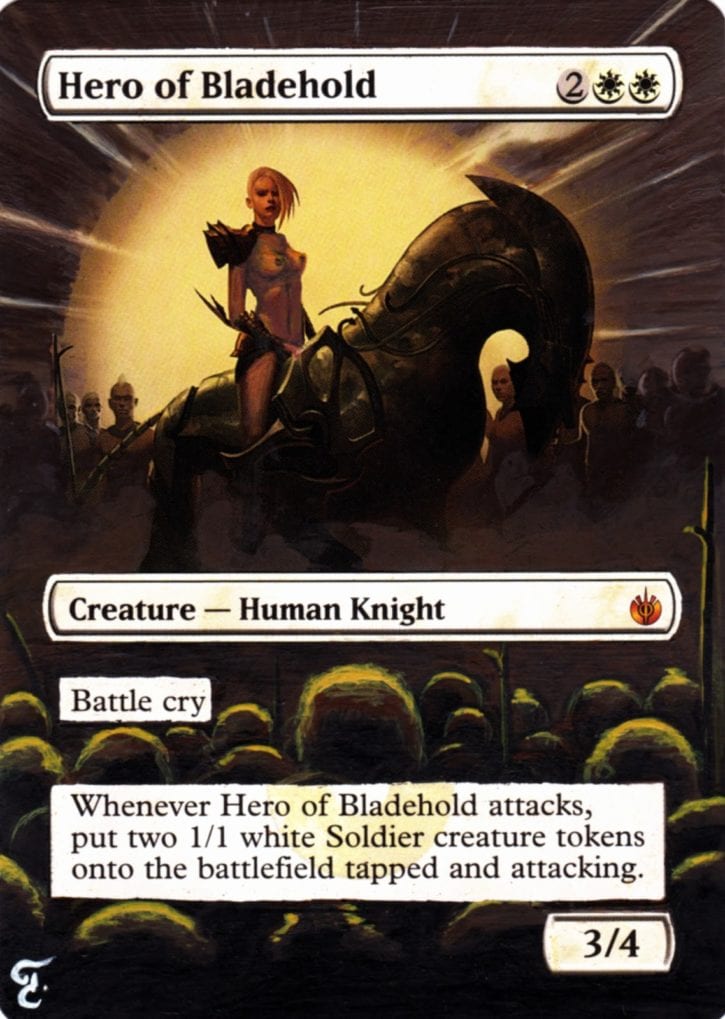 Hero of Bladehold 2
Creature — Human Knight
Battle cry
Whenever Hero of Bladehold attacks,
put two 1/1 white Soldier creature tokens
onto the battlefield tapped and attacking.
3/4